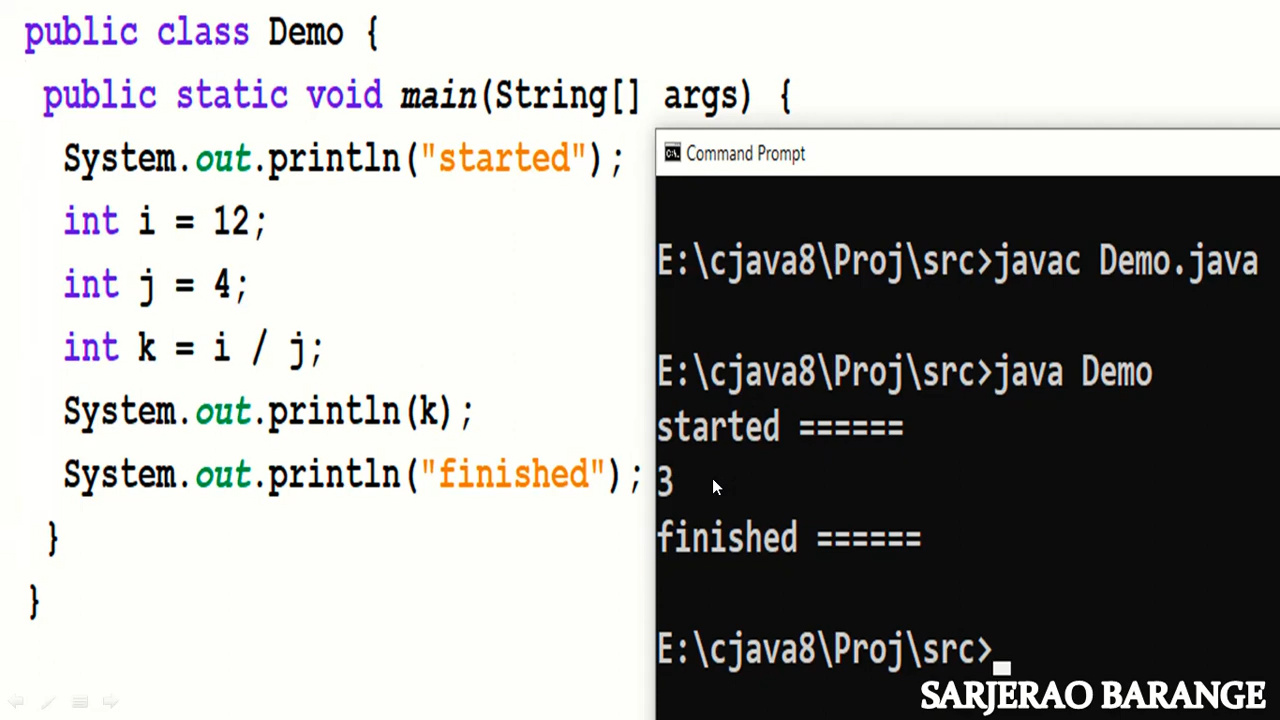 public class Demo {
public static void main(String[] args) {
System.out.println("started");
int i = 12;
int j = 4;
int k = i / j;
System.out.println(k);
System.out.println("finished");
}
}
Command Prompt
E:\cjava8\Proj\src>javac Demo.java
E:\cjava8\Proj\src>java Demo
started ======
3
finished ======
E:\cjava8\Proj\src>
SARJERAO BARANGE